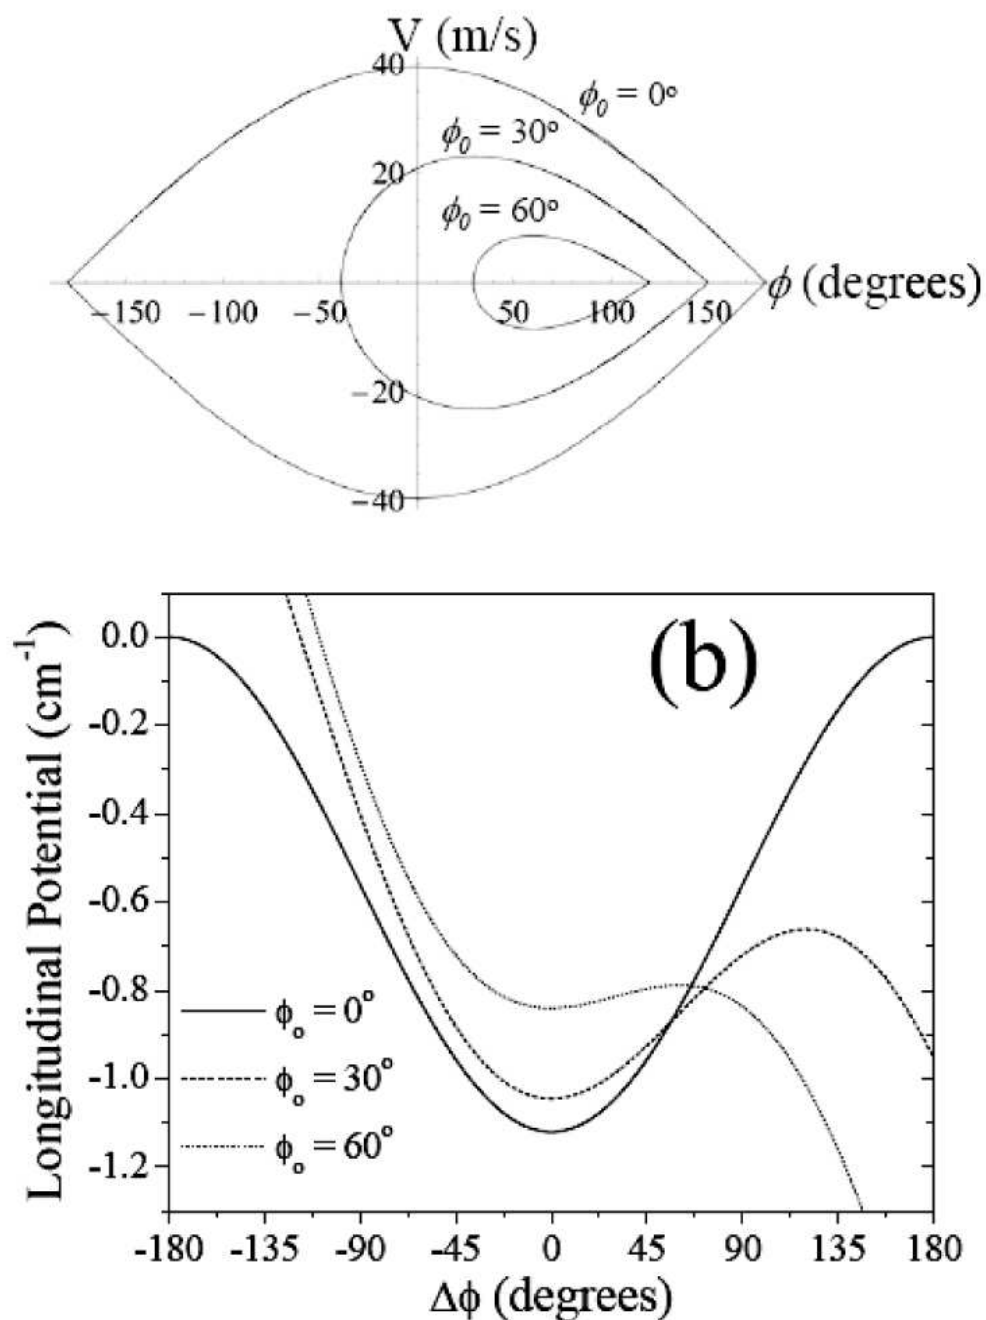 V (m/s)
40
ϕ₀ = 0°
ϕ₀ = 30°
20
ϕ₀ = 60°
−150 −100 −50 50 100 150 ϕ (degrees)
−20
−40
(b)
0.0
-0.2
-0.4
-0.6
-0.8
-1.0
-1.2
Longitudinal Potential (cm⁻¹)
ϕₒ = 0°
ϕₒ = 30°
ϕₒ = 60°
-180 -135 -90 -45 0 45 90 135 180
Δϕ (degrees)